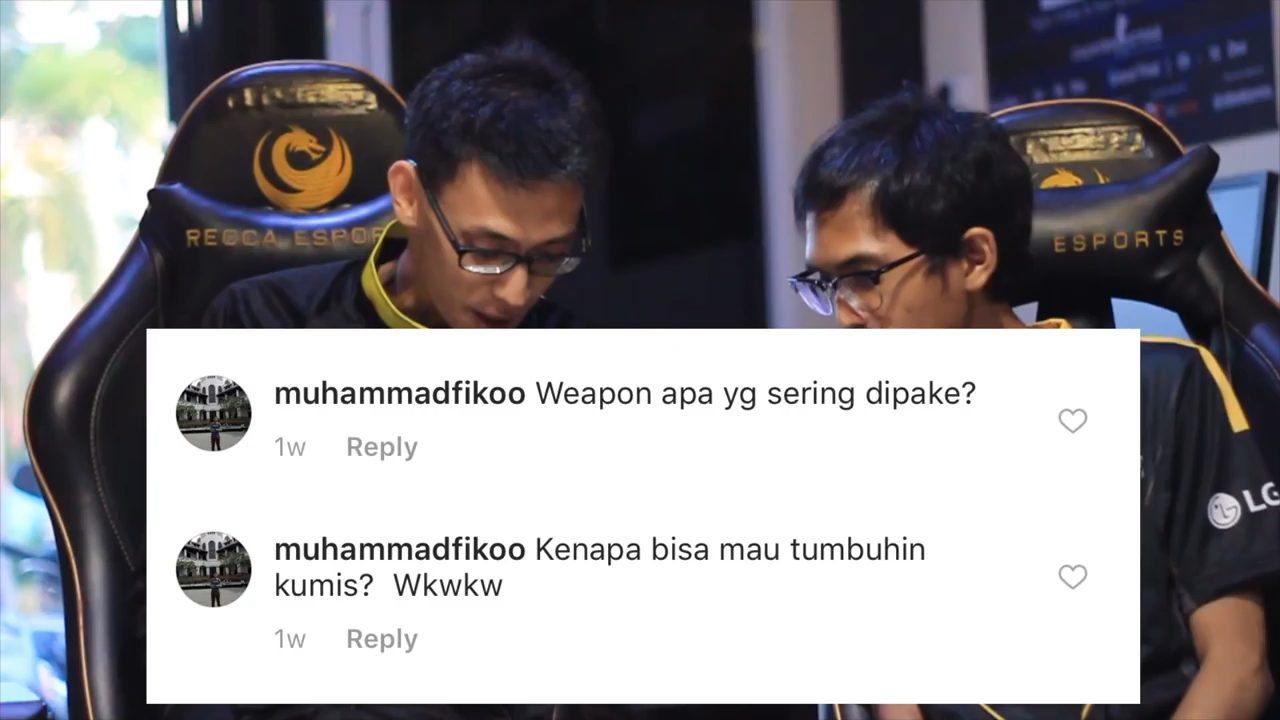 RECCA ESPOR
ESPORTS
muhammadfikoo Weapon apa yg sering dipake?
1w Reply
muhammadfikoo Kenapa bisa mau tumbuhin
kumis? Wkwkw
1w Reply
LG